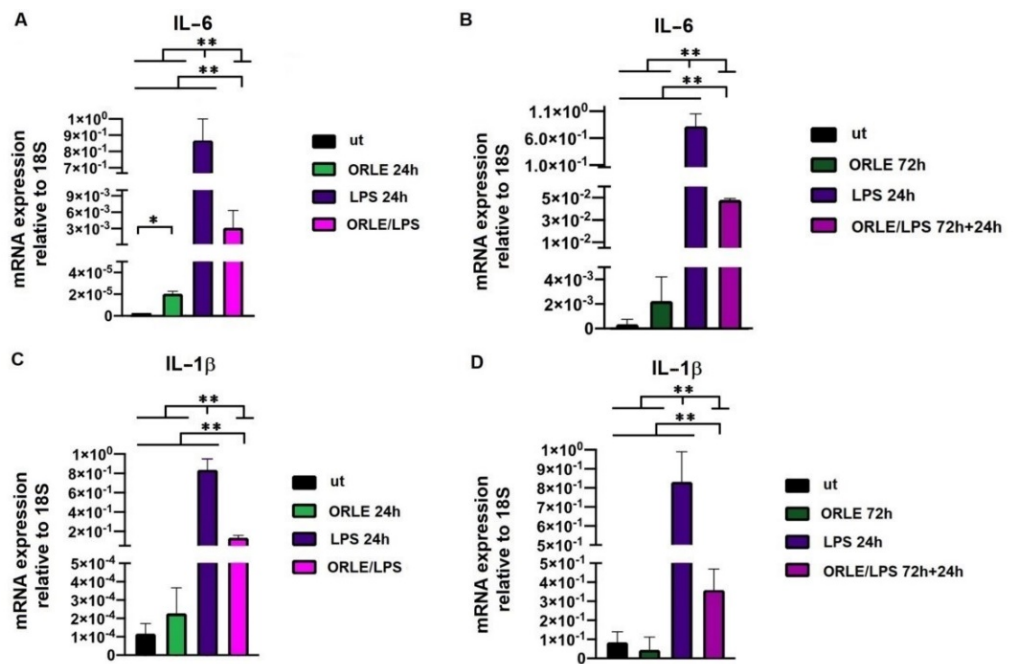 A
IL-6
**
**
*
mRNA expression
relative to 18S
1×10⁰
9×10⁻¹
8×10⁻¹
7×10⁻¹
9×10⁻³
6×10⁻³
3×10⁻³
4×10⁻⁵
2×10⁻⁵
0
ut
ORLE 24h
LPS 24h
ORLE/LPS
B
IL-6
**
**
mRNA expression
relative to 18S
1.1×10⁰
6.0×10⁻¹
1.0×10⁻¹
5×10⁻²
3×10⁻²
1×10⁻²
4×10⁻³
2×10⁻³
0
ut
ORLE 72h
LPS 24h
ORLE/LPS 72h+24h
C
IL-1β
**
**
mRNA expression
relative to 18S
1×10⁰
8×10⁻¹
6×10⁻¹
4×10⁻¹
2×10⁻¹
5×10⁻⁴
4×10⁻⁴
3×10⁻⁴
2×10⁻⁴
1×10⁻⁴
0
ut
ORLE 24h
LPS 24h
ORLE/LPS
D
IL-1β
**
**
mRNA expression
relative to 18S
1×10⁰
9×10⁻¹
8×10⁻¹
7×10⁻¹
6×10⁻¹
5×10⁻¹
5×10⁻¹
4×10⁻¹
3×10⁻¹
2×10⁻¹
1×10⁻¹
0
ut
ORLE 72h
LPS 24h
ORLE/LPS 72h+24h